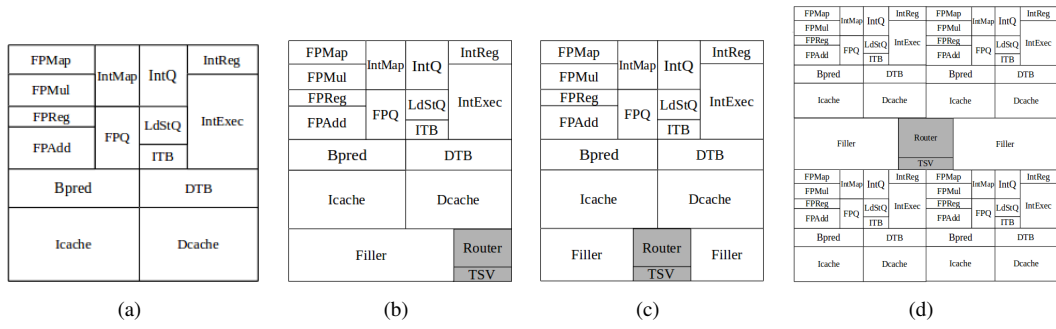 FPMap IntMap IntQ IntReg
FPMul
FPReg LdStQ IntExec
FPAdd FPQ ITB
Bpred DTB
Icache Dcache
(a)
FPMap IntMap IntQ IntReg
FPMul
FPReg LdStQ IntExec
FPAdd FPQ ITB
Bpred DTB
Icache Dcache
Filler Router
TSV
(b)
FPMap IntMap IntQ IntReg
FPMul
FPReg LdStQ IntExec
FPAdd FPQ ITB
Bpred DTB
Icache Dcache
Filler Router Filler
TSV
(c)
FPMap IntMap IntQ IntReg FPMap IntMap IntQ IntReg
FPMul FPMul
FPReg FPQ LdStQ IntExec FPReg FPQ LdStQ IntExec
FPAdd ITB FPAdd ITB
Bpred DTB Bpred DTB
Icache Dcache Icache Dcache
Filler Router Filler
TSV
FPMap IntMap IntQ IntReg FPMap IntMap IntQ IntReg
FPMul FPMul
FPReg FPQ LdStQ IntExec FPReg FPQ LdStQ IntExec
FPAdd ITB FPAdd ITB
Bpred DTB Bpred DTB
Icache Dcache Icache Dcache
(d)